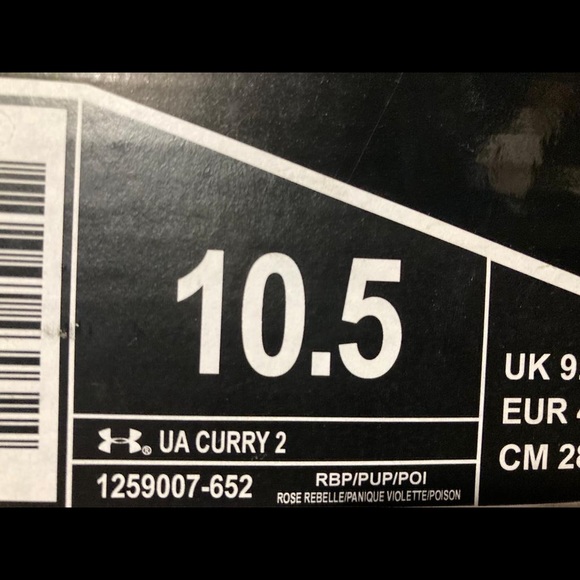 10.5
UK 9.
EUR 4
CM 28
UA CURRY 2
1259007-652
RBP/PUP/POI
ROSE REBELLE/PANIQUE VIOLETTE/POISON